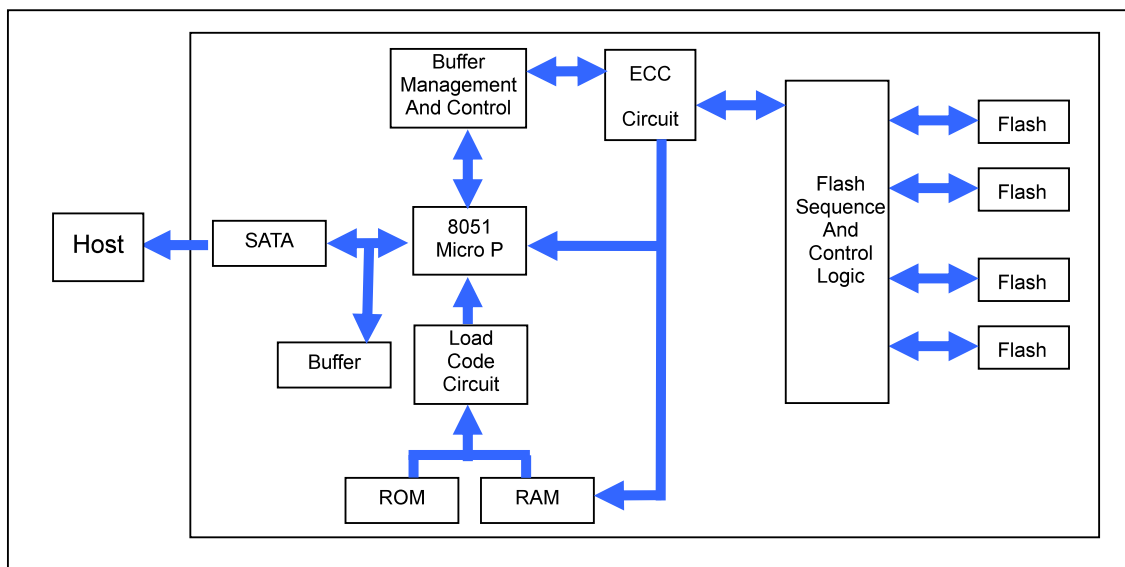 Buffer
Management
And Control
ECC
Circuit
Flash
Flash
Flash
Sequence
And
Control
Logic
Host
SATA
8051
Micro P
Flash
Buffer
Load
Code
Circuit
Flash
ROM
RAM